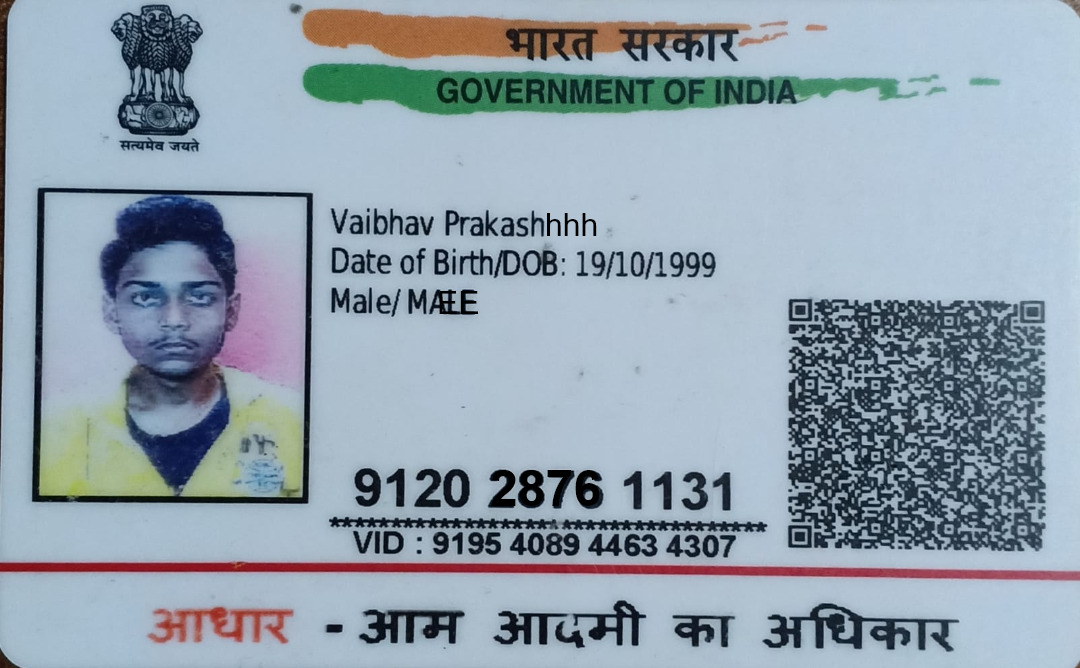 भारत सरकार
GOVERNMENT OF INDIA
सत्यमेव जयते
Vaibhav Prakashhhh
Date of Birth/DOB: 19/10/1999
Male/ MALE
9120 2876 1131
VID : 9195 4089 4463 4307
आधार - आम आदमी का अधिकार